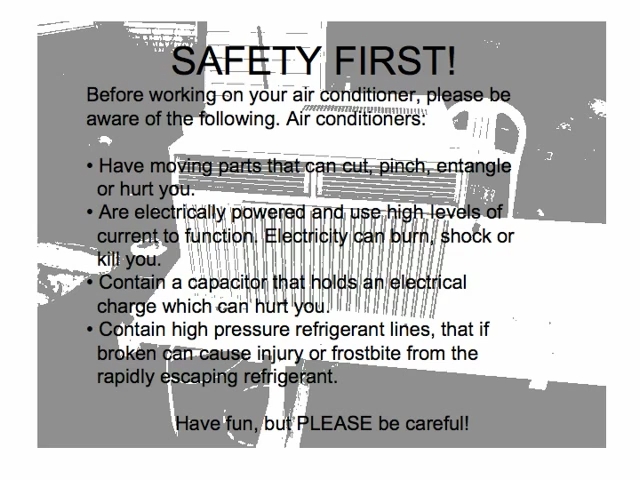 SAFETY FIRST!
Before working on your air conditioner, please be
aware of the following. Air conditioners:
• Have moving parts that can cut, pinch, entangle
or hurt you.
• Are electrically powered and use high levels of
current to function. Electricity can burn, shock or
kill you.
• Contain a capacitor that holds an electrical
charge which can hurt you.
• Contain high pressure refrigerant lines, that if
broken can cause injury or frostbite from the
rapidly escaping refrigerant.
Have fun, but PLEASE be careful!